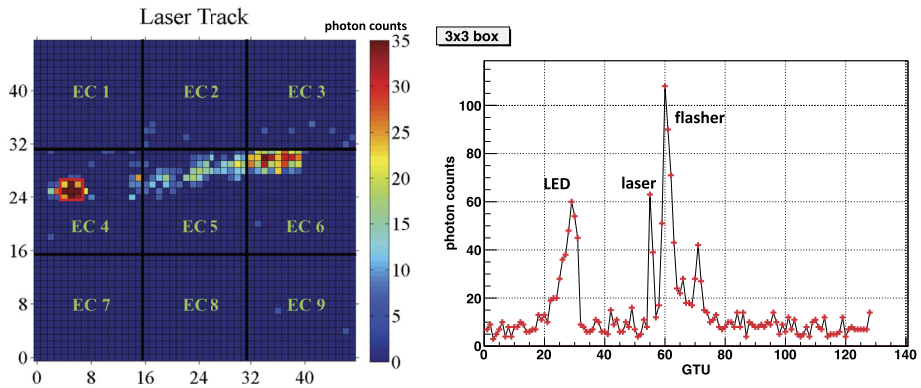 Laser Track
photon counts
EC 1
EC 2
EC 3
EC 4
EC 5
EC 6
EC 7
EC 8
EC 9
40
32
24
16
8
0
0
8
16
24
32
40
35
30
25
20
15
10
5
0
3x3 box
photon counts
100
80
60
40
20
0
LED
laser
flasher
0
20
40
60
80
100
120
140
GTU